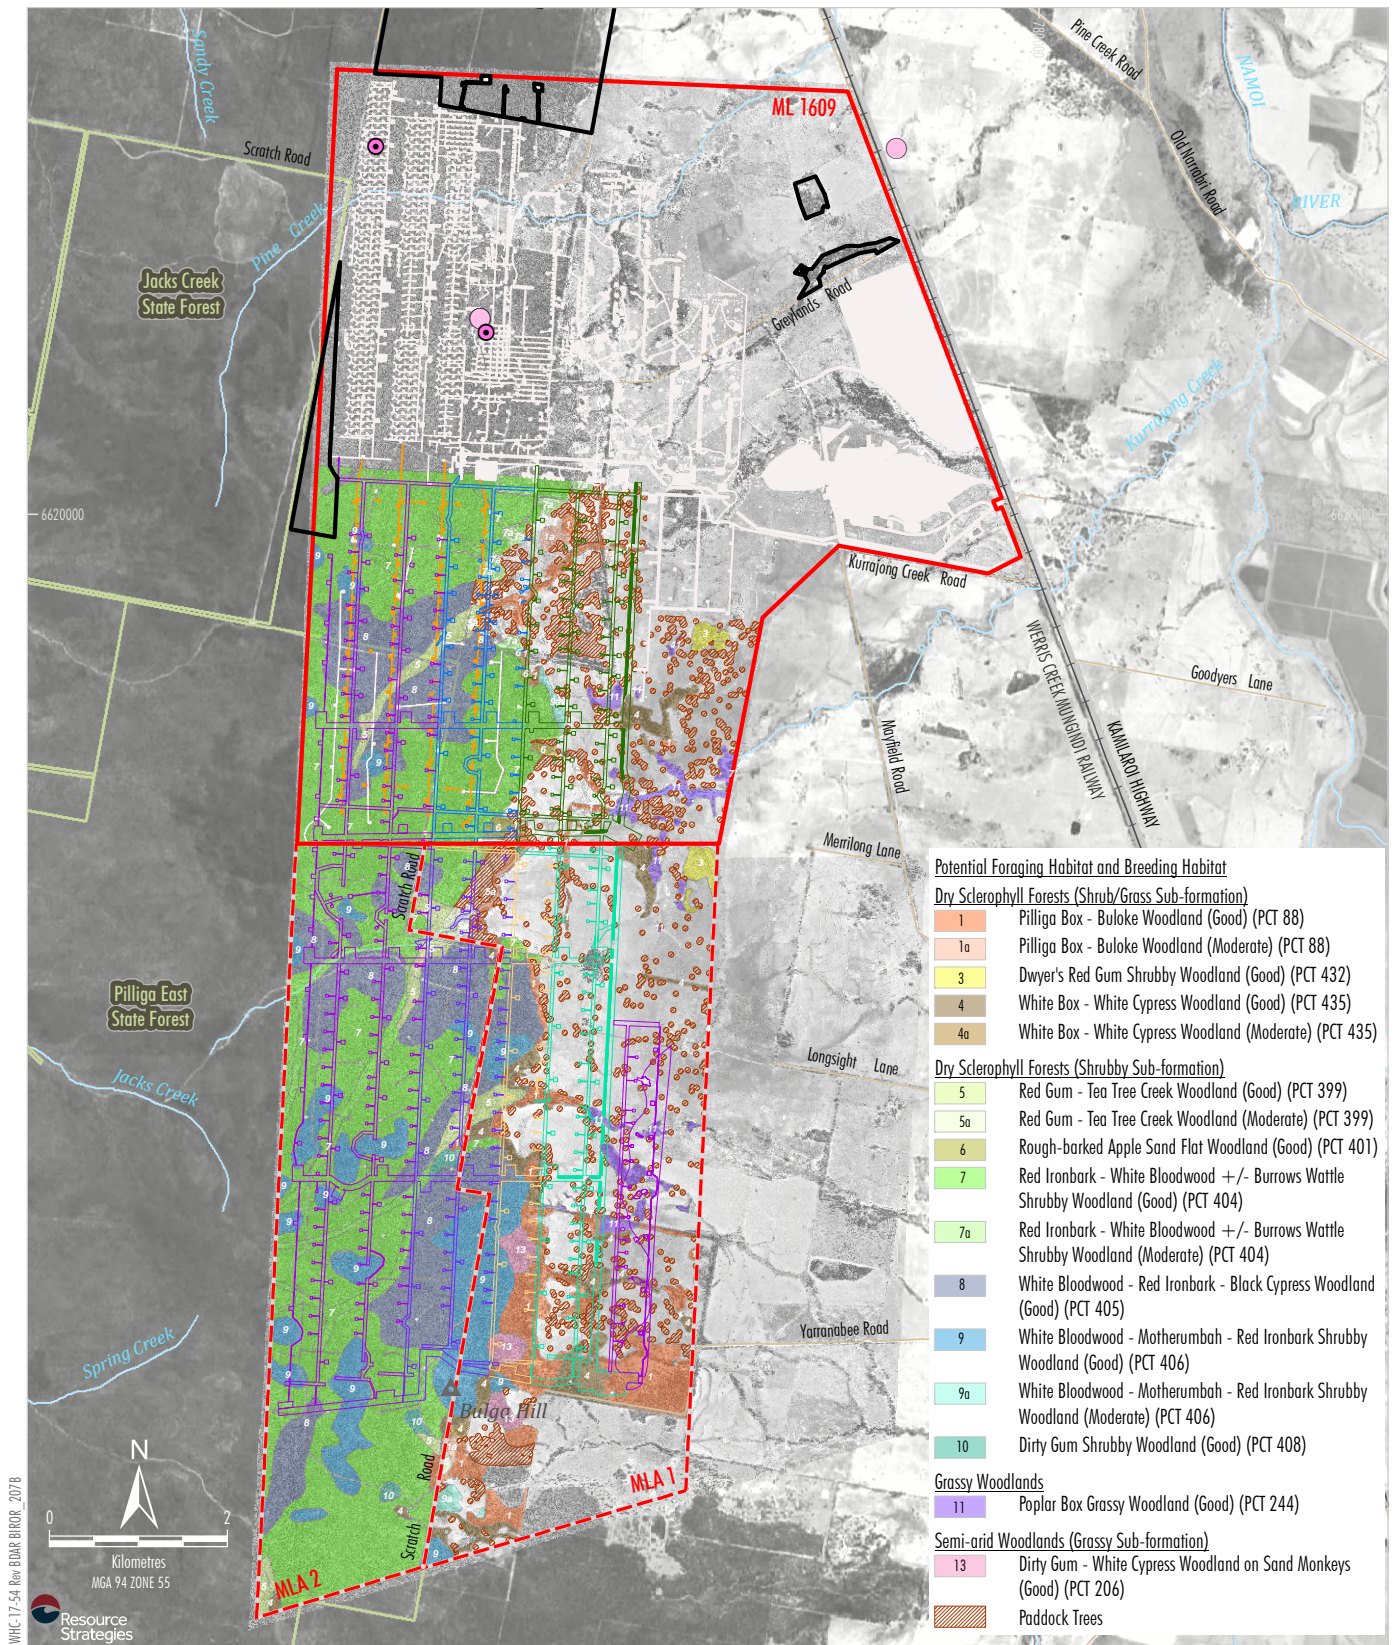 Sandy Creek
Pine Creek Road
NAMOI
780000
ML 1609
Old Narrabri Road
Scratch Road
RIVER
Pine Creek
Jacks Creek
State Forest
Greylands Road
Kurrajong Creek
6620000
Kurrajong Creek Road
WERRIS CREEK MUNGINDI RAILWAY
Goodyers Lane
KAMILAROI HIGHWAY
Mayfield Road
Merrilong Lane
Scratch Road
Pilliga East
State Forest
Longsight Lane
Jacks Creek
Yarranabee Road
Spring Creek
Bulga Hill
Scratch Road
MLA 1
MLA 2
N
0 2
Kilometres
MGA 94 ZONE 55
WHC-17-54 Rev BDAR BIROR_207B
Resource
Strategies
Potential Foraging Habitat and Breeding Habitat
Dry Sclerophyll Forests (Shrub/Grass Sub-formation)
1 Pilliga Box - Buloke Woodland (Good) (PCT 88)
1a Pilliga Box - Buloke Woodland (Moderate) (PCT 88)
3 Dwyer's Red Gum Shrubby Woodland (Good) (PCT 432)
4 White Box - White Cypress Woodland (Good) (PCT 435)
4a White Box - White Cypress Woodland (Moderate) (PCT 435)
Dry Sclerophyll Forests (Shrubby Sub-formation)
5 Red Gum - Tea Tree Creek Woodland (Good) (PCT 399)
5a Red Gum - Tea Tree Creek Woodland (Moderate) (PCT 399)
6 Rough-barked Apple Sand Flat Woodland (Good) (PCT 401)
7 Red Ironbark - White Bloodwood +/- Burrows Wattle
Shrubby Woodland (Good) (PCT 404)
7a Red Ironbark - White Bloodwood +/- Burrows Wattle
Shrubby Woodland (Moderate) (PCT 404)
8 White Bloodwood - Red Ironbark - Black Cypress Woodland
(Good) (PCT 405)
9 White Bloodwood - Motherumbah - Red Ironbark Shrubby
Woodland (Good) (PCT 406)
9a White Bloodwood - Motherumbah - Red Ironbark Shrubby
Woodland (Moderate) (PCT 406)
10 Dirty Gum Shrubby Woodland (Good) (PCT 408)
Grassy Woodlands
11 Poplar Box Grassy Woodland (Good) (PCT 244)
Semi-arid Woodlands (Grassy Sub-formation)
13 Dirty Gum - White Cypress Woodland on Sand Monkeys
(Good) (PCT 206)
Paddock Trees